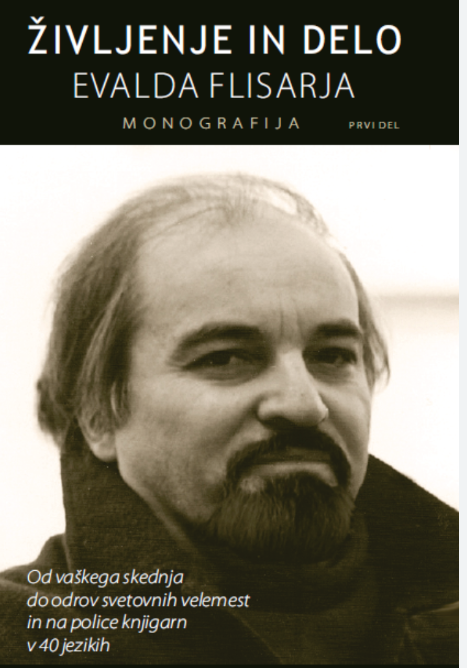 ŽIVLJENJE IN DELO
EVALDA FLISARJA
MONOGRAFIJA PRVI DEL
Od vaškega skednja
do odrov svetovnih velemest
in na police knjigarn
v 40 jezikih